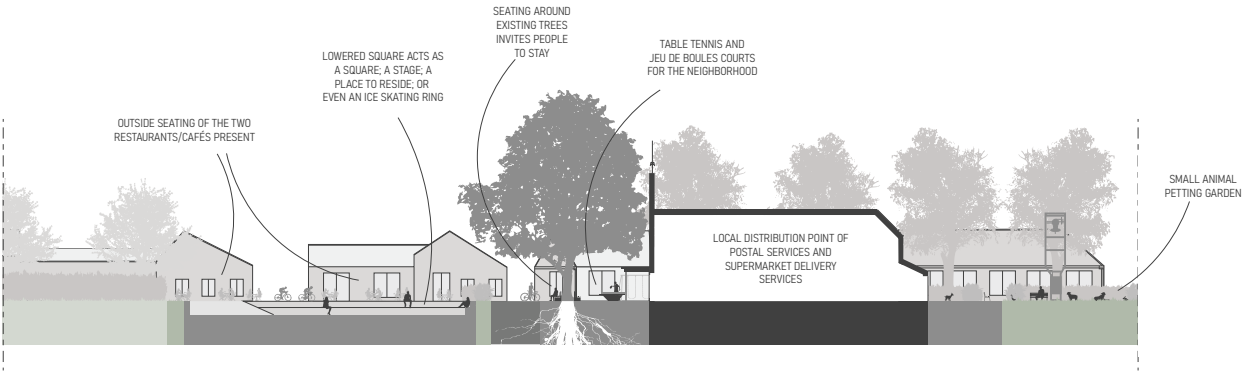 SEATING AROUND
EXISTING TREES
INVITES PEOPLE
TO STAY
TABLE TENNIS AND
JEU DE BOULES COURTS
FOR THE NEIGHBORHOOD
LOWERED SQUARE ACTS AS
A SQUARE; A STAGE; A
PLACE TO RESIDE; OR
EVEN AN ICE SKATING RING
OUTSIDE SEATING OF THE TWO
RESTAURANTS/CAFÉS PRESENT
SMALL ANIMAL
PETTING GARDEN
LOCAL DISTRIBUTION POINT OF
POSTAL SERVICES AND
SUPERMARKET DELIVERY
SERVICES